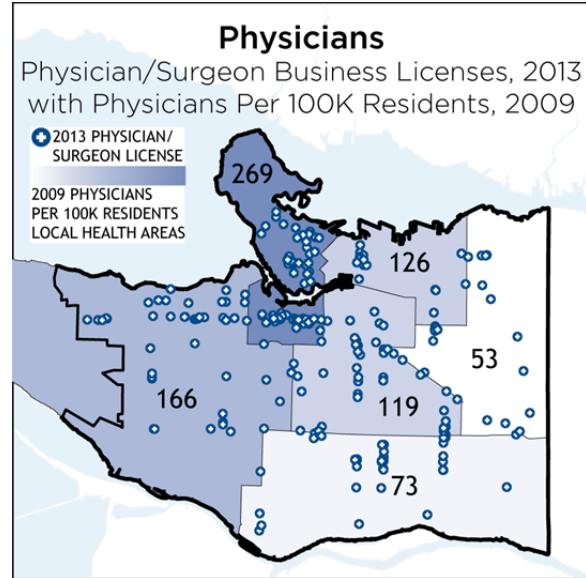 Physicians
Physician/Surgeon Business Licenses, 2013
with Physicians Per 100K Residents, 2009
2013 PHYSICIAN/
SURGEON LICENSE
2009 PHYSICIANS
PER 100K RESIDENTS
LOCAL HEALTH AREAS
269
126
53
166
119
73